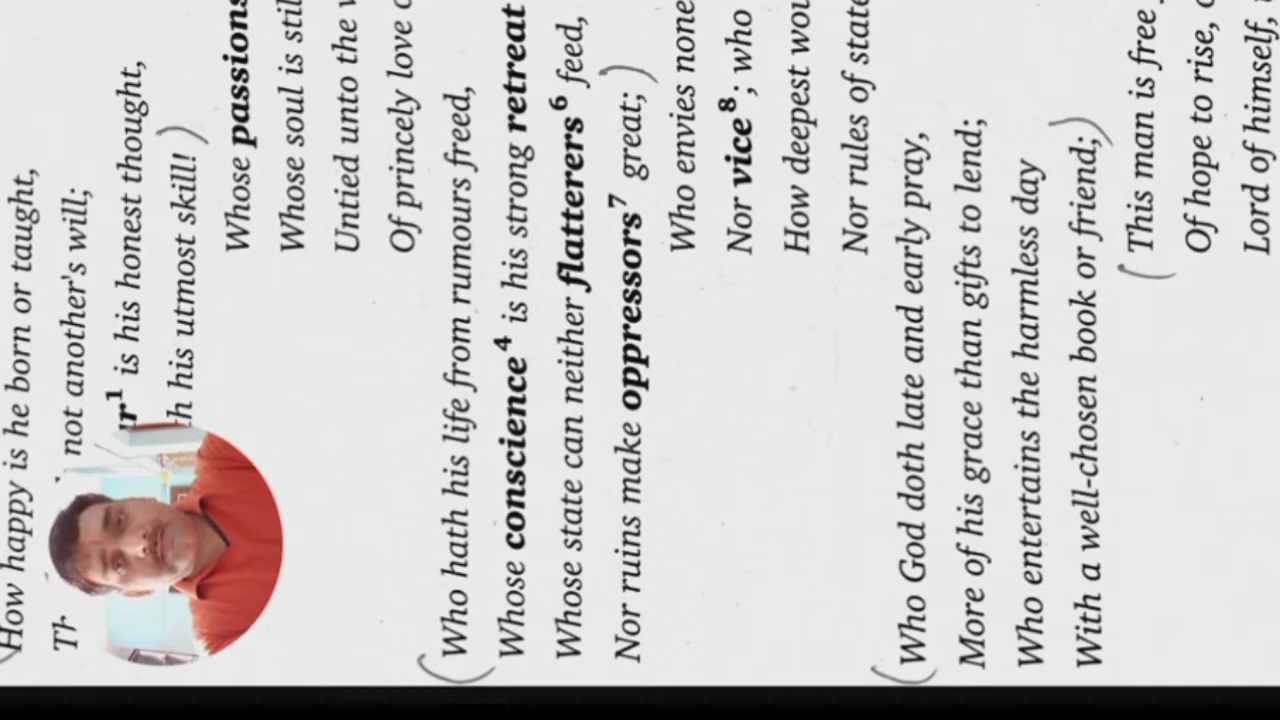 How happy is he born or taught,
not another's will;
is his honest thought,
his utmost skill!
Whose passions
Whose soul is
Untied unto the
Of princely love
Who hath his life from rumours freed,
Whose conscience⁴ is his strong retreat
Whose state can neither flatterers⁶ feed,
Nor ruins make oppressors⁷ great;
Who envies none
Nor vice⁸; who
How deepest
Nor rules of state
Who God doth late and early pray,
More of his grace than gifts to lend;
Who entertains the harmless day
With a well-chosen book or friend;
This man is free
Of hope to rise,
Lord of himself,